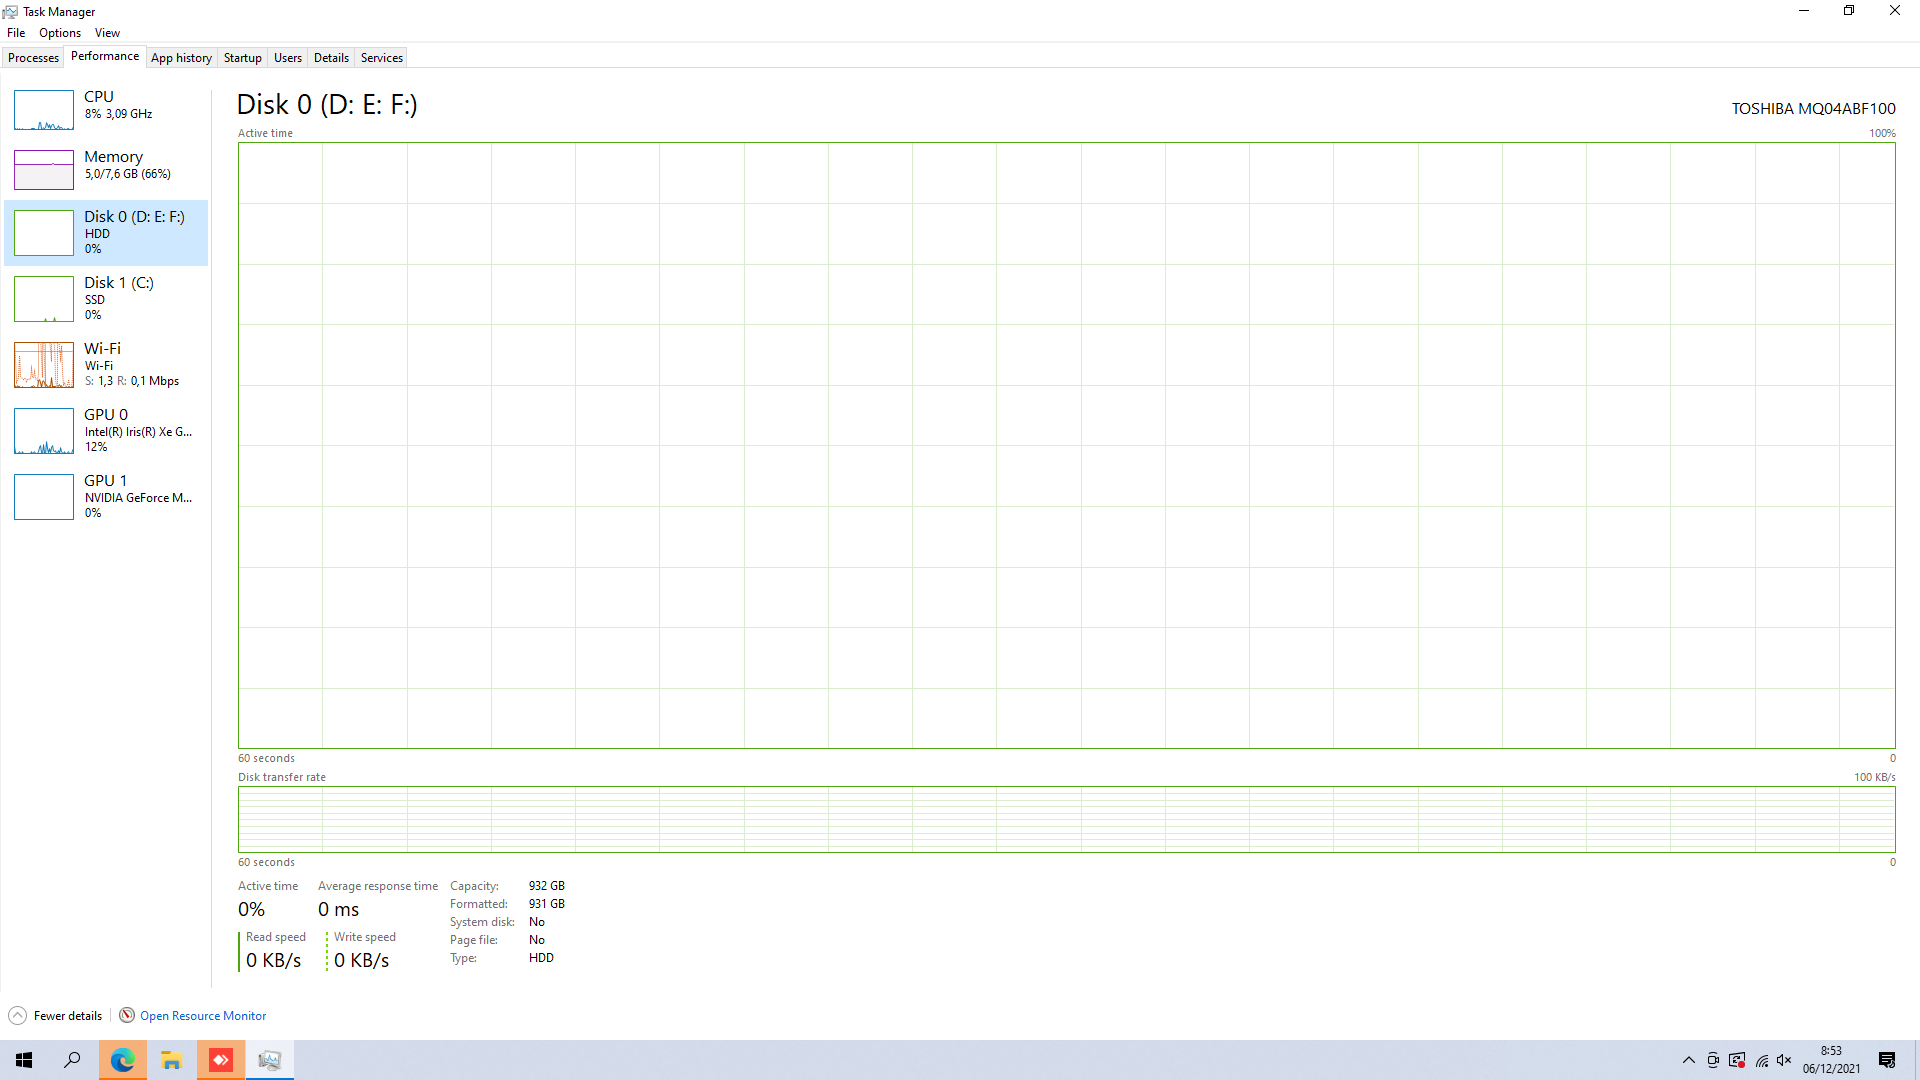 Task Manager
File Options View
Processes Performance App history Startup Users Details Services
CPU
8% 3,09 GHz
Memory
5,0/7,6 GB (66%)
Disk 0 (D: E: F:)
HDD
0%
Disk 1 (C:)
SSD
0%
Wi-Fi
Wi-Fi
S: 1,3 R: 0,1 Mbps
GPU 0
Intel(R) Iris(R) Xe G...
12%
GPU 1
NVIDIA GeForce M...
0%
Disk 0 (D: E: F:)
TOSHIBA MQ04ABF100
Active time 100%
60 seconds 0
Disk transfer rate 100 KB/s
60 seconds 0
Active time
0%
Average response time
0 ms
Read speed
0 KB/s
Write speed
0 KB/s
Capacity: 932 GB
Formatted: 931 GB
System disk: No
Page file: No
Type: HDD
Fewer details Open Resource Monitor
8:53
06/12/2021